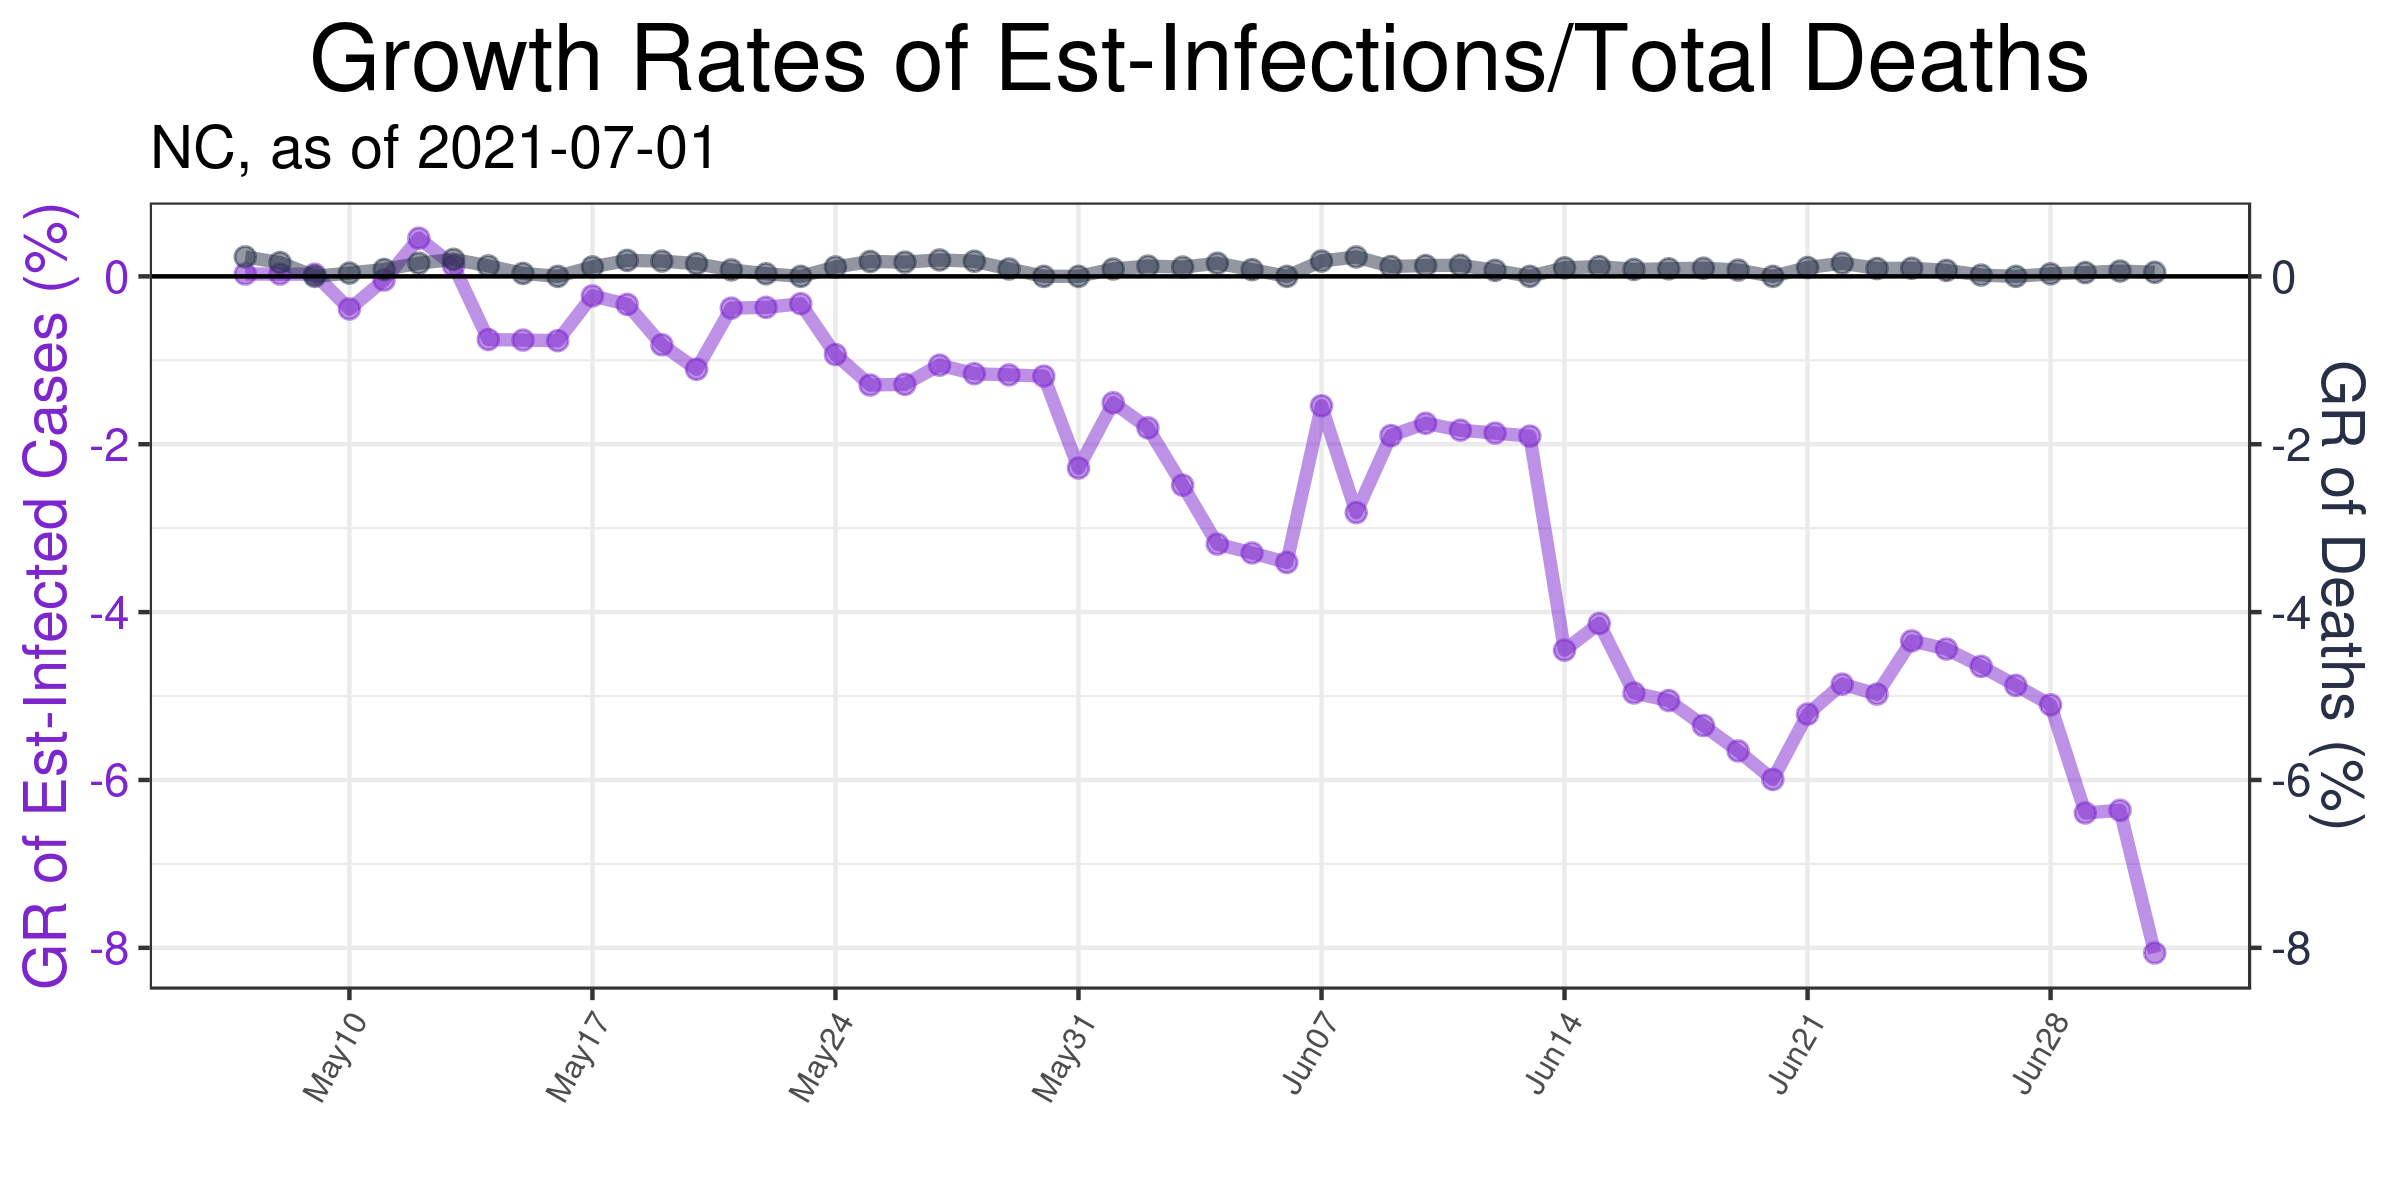 Growth Rates of Est-Infections/Total Deaths
NC, as of 2021-07-01
GR of Est-Infected Cases (%)
0
-2
-4
-6
-8
0
-2
-4
-6
-8
GR of Deaths (%)
May10
May17
May24
May31
Jun07
Jun14
Jun21
Jun28